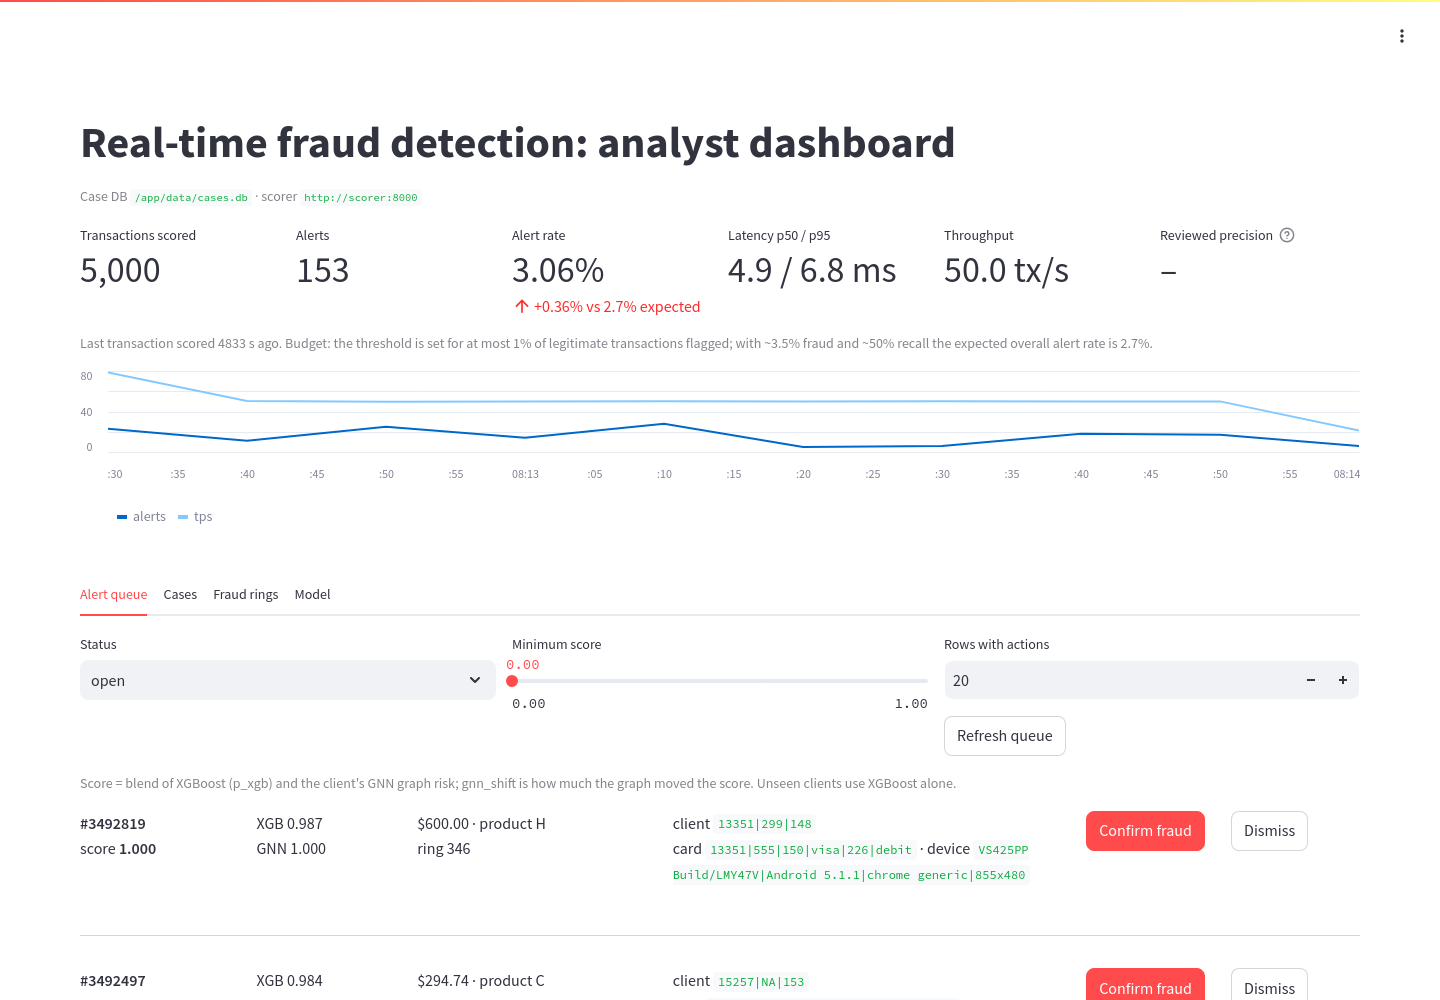 Real-time fraud detection: analyst dashboard
Case DB /app/data/cases.db · scorer http://scorer:8000
Transactions scored
5,000
Alerts
153
Alert rate
3.06%
+0.36% vs 2.7% expected
Latency p50 / p95
4.9 / 6.8 ms
Throughput
50.0 tx/s
Reviewed precision
–
Last transaction scored 4833 s ago. Budget: the threshold is set for at most 1% of legitimate transactions flagged; with ~3.5% fraud and ~50% recall the expected overall alert rate is 2.7%.
80
40
0
:30 :35 :40 :45 :50 :55 08:13 :05 :10 :15 :20 :25 :30 :35 :40 :45 :50 :55 08:14
alerts tps
Alert queue Cases Fraud rings Model
Status
open
Minimum score
0.00
0.00 1.00
Rows with actions
20
Refresh queue
Score = blend of XGBoost (p_xgb) and the client's GNN graph risk; gnn_shift is how much the graph moved the score. Unseen clients use XGBoost alone.
#3492819
score 1.000
XGB 0.987
GNN 1.000
$600.00 · product H
ring 346
client 13351|299|148
card 13351|555|150|visa|226|debit · device VS425PP
Build/LMY47V|Android 5.1.1|chrome generic|855x480
Confirm fraud
Dismiss
#3492497
XGB 0.984
$294.74 · product C
client 15257|NA|153
Confirm fraud
Dismiss